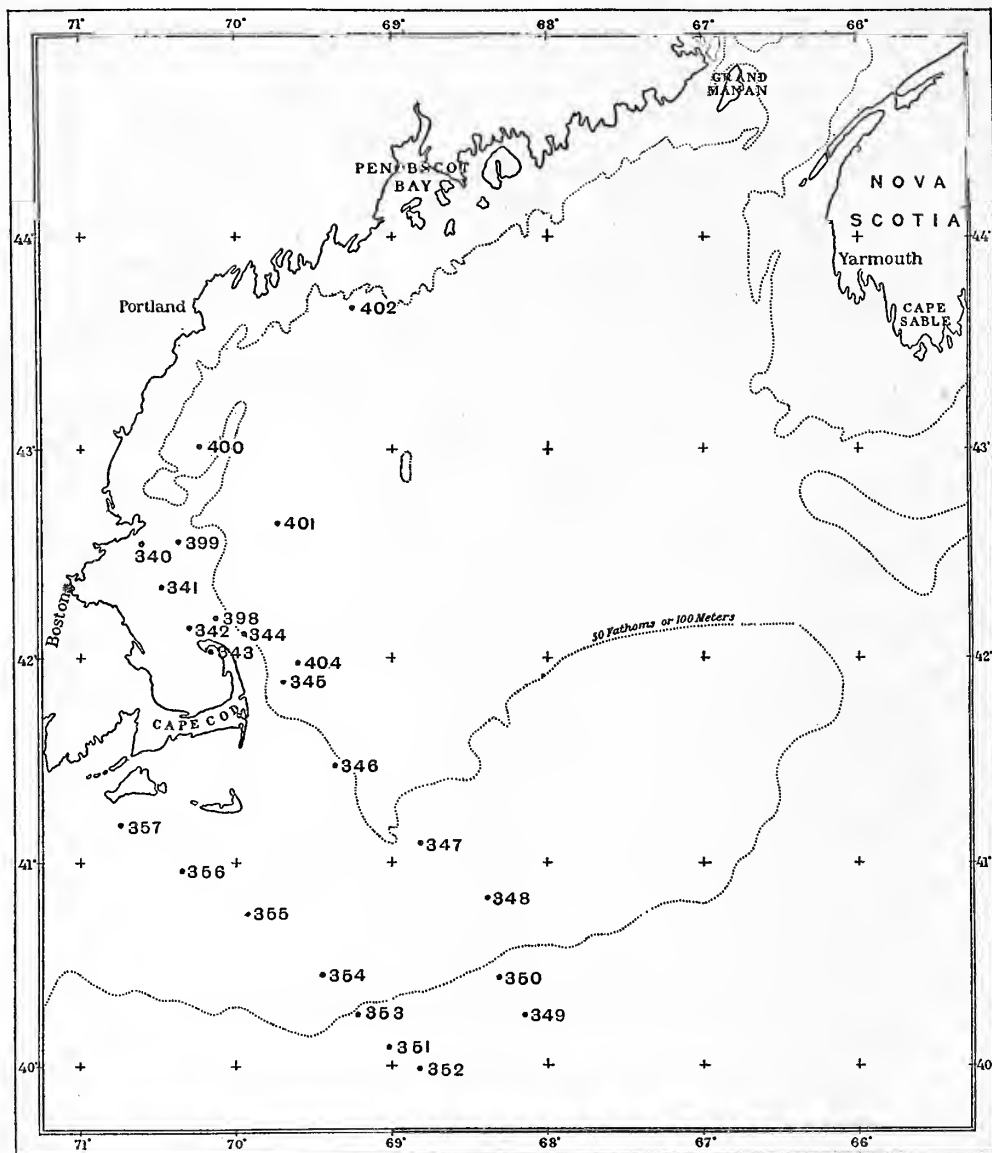 71° 70° 69° 68° 67° 66°
GRAND
MANAN
PENOBSCOT
BAY
NOVA
SCOTIA
44° 44°
Yarmouth
Portland
402
CAPE
SABLE
43° 400 43°
401
399
340
341
Boston
398
342 344
343
42° 404 42°
345
50 Fathoms or 100 Meters
CAPE COD
346
357
347
41° 356 41°
348
355
354
350
353 349
351
352
40° 40°
71° 70° 69° 68° 67° 66°